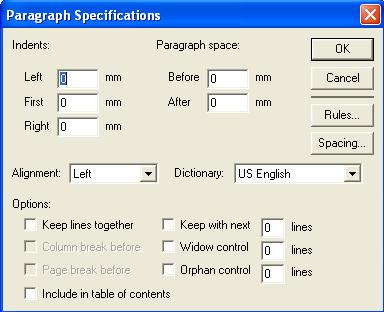 Paragraph Specifications
Indents: Paragraph space: OK
Left 0 mm Before 0 mm Cancel
First 0 mm After 0 mm Rules...
Right 0 mm Spacing...
Alignment: Left Dictionary: US English
Options:
Keep lines together Keep with next 0 lines
Column break before Widow control 0 lines
Page break before Orphan control 0 lines
Include in table of contents